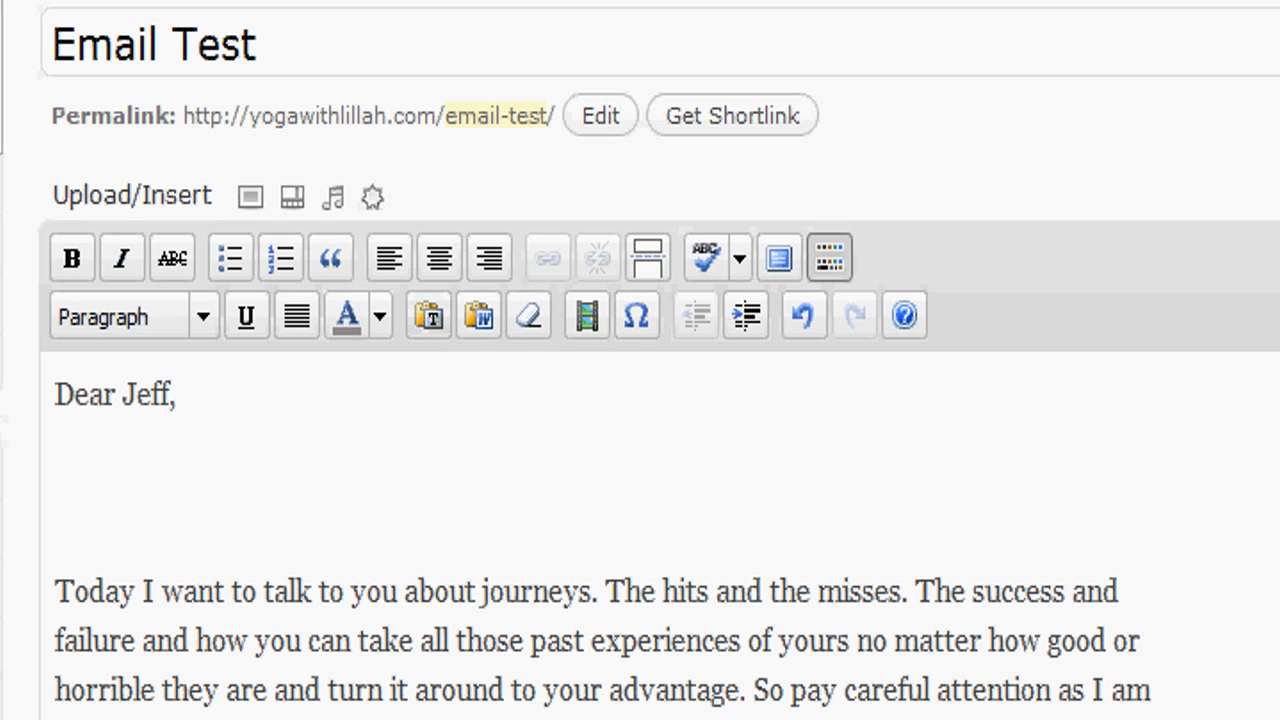 Email Test
Permalink: http://yogawithlillah.com/email-test/ Edit Get Shortlink
Upload/Insert
B I ABC ABC
Paragraph U A T W Ω ?
Dear Jeff,
Today I want to talk to you about journeys. The hits and the misses. The success and
failure and how you can take all those past experiences of yours no matter how good or
horrible they are and turn it around to your advantage. So pay careful attention as I am